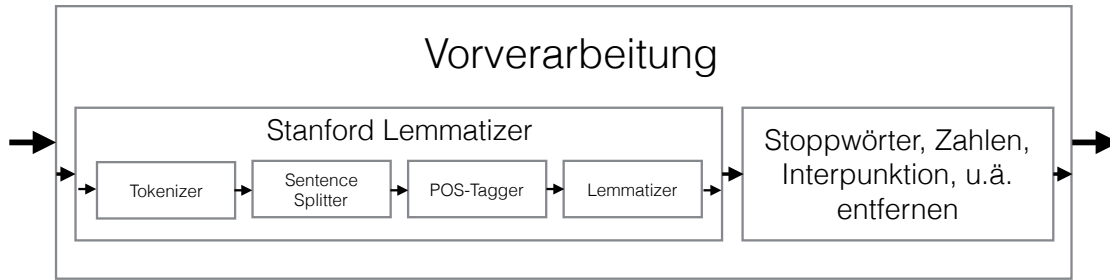 Vorverarbeitung
Stanford Lemmatizer
Tokenizer
Sentence
Splitter
POS-Tagger
Lemmatizer
Stoppwörter, Zahlen,
Interpunktion, u.ä.
entfernen